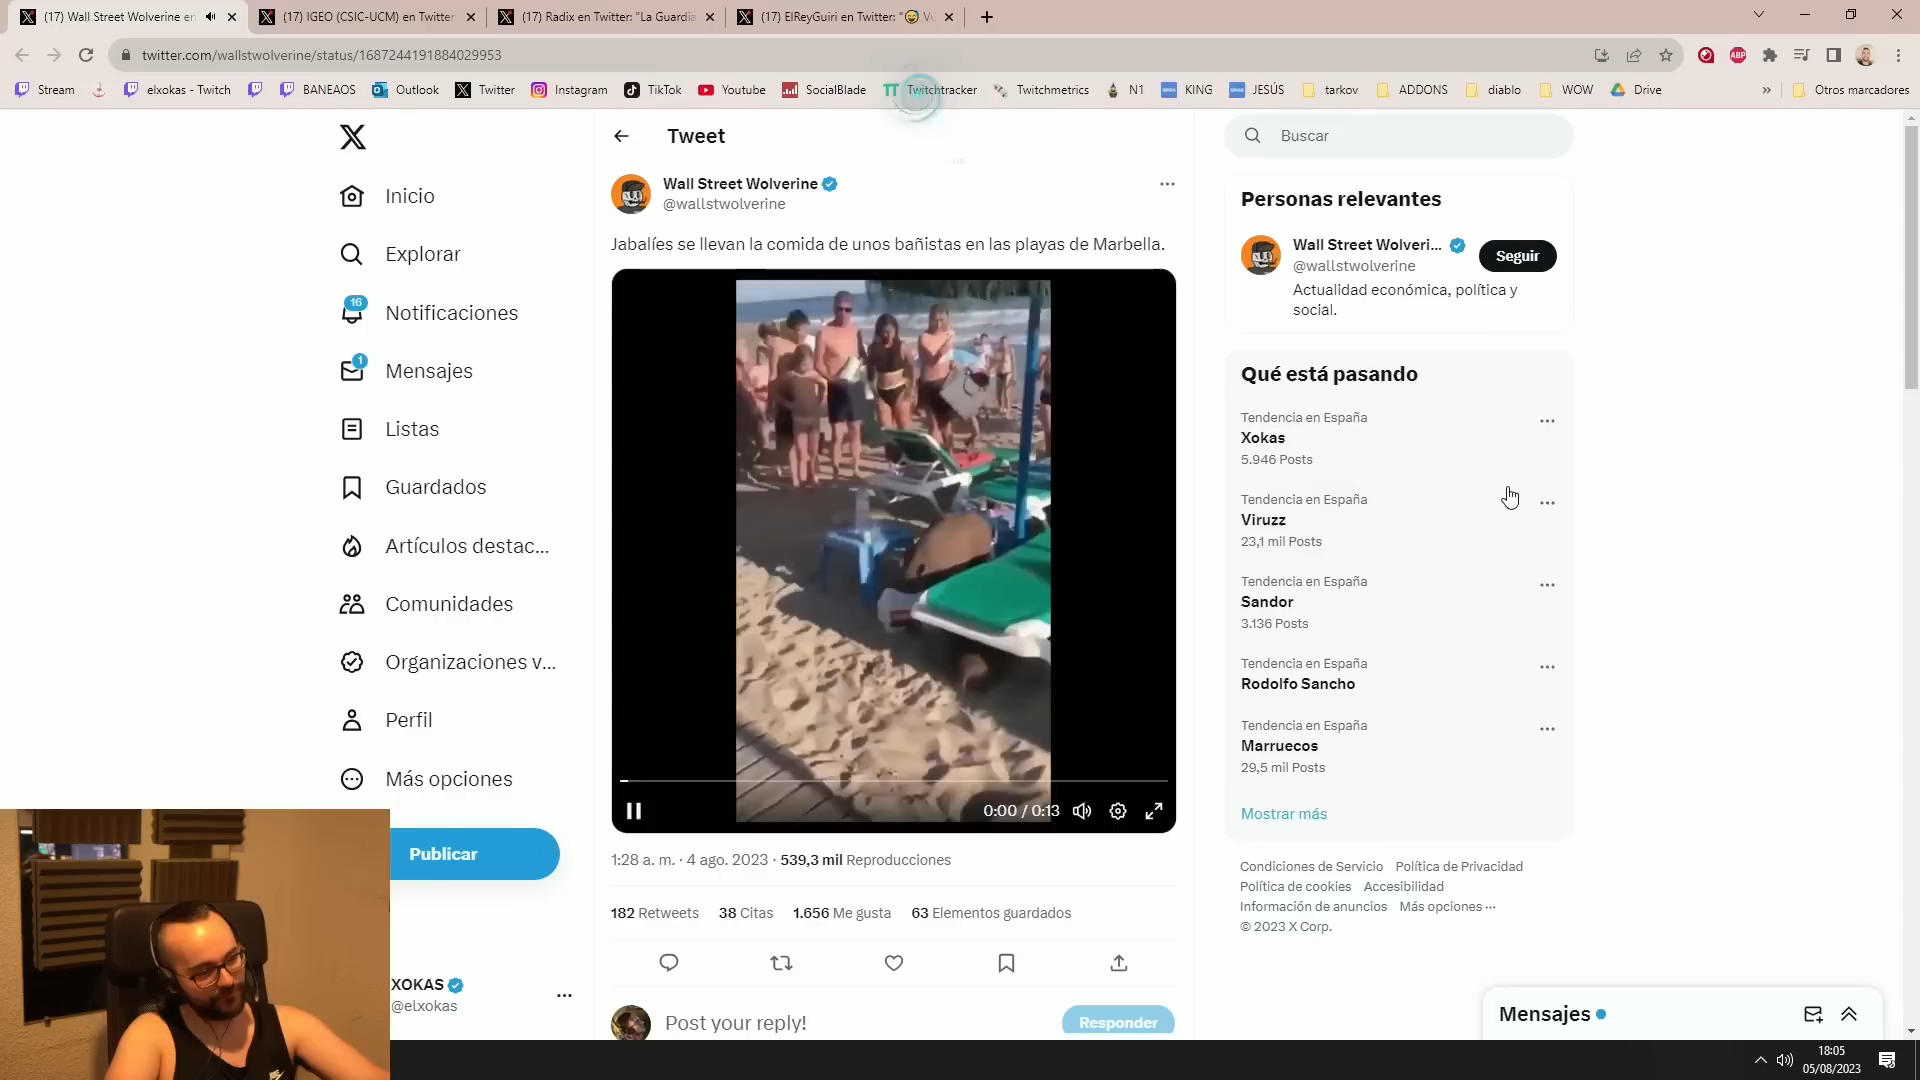 (17) Wall Street Wolverine en
(17) IGEO (CSIC-UCM) en Twitter
(17) Radix en Twitter: "La Guardia
(17) ElReyGuiri en Twitter: "😅 Vu
twitter.com/wallstwolverine/status/1687244191884029953
Stream
elxokas - Twitch
BANEAOS
Outlook
Twitter
Instagram
TikTok
Youtube
SocialBlade
Twitchtracker
Twitchmetrics
N1
KING
JESÚS
tarkov
ADDONS
diablo
WOW
Drive
Otros marcadores
ABP
Inicio
Explorar
16
Notificaciones
1
Mensajes
Listas
Guardados
Artículos destac...
Comunidades
Organizaciones v...
Perfil
Más opciones
Publicar
XOKAS
@elxokas
Tweet
Wall Street Wolverine
@wallstwolverine
Jabalíes se llevan la comida de unos bañistas en las playas de Marbella.
0:00 / 0:13
1:28 a. m. · 4 ago. 2023 · 539,3 mil Reproducciones
182 Retweets 38 Citas 1.656 Me gusta 63 Elementos guardados
Post your reply!
Responder
Buscar
Personas relevantes
Wall Street Wolveri...
@wallstwolverine
Seguir
Actualidad económica, política y
social.
Qué está pasando
Tendencia en España
Xokas
5.946 Posts
Tendencia en España
Viruzz
23,1 mil Posts
Tendencia en España
Sandor
3.136 Posts
Tendencia en España
Rodolfo Sancho
Tendencia en España
Marruecos
29,5 mil Posts
Mostrar más
Condiciones de Servicio Política de Privacidad
Política de cookies Accesibilidad
Información de anuncios Más opciones ···
© 2023 X Corp.
Mensajes
18:05
05/08/2023